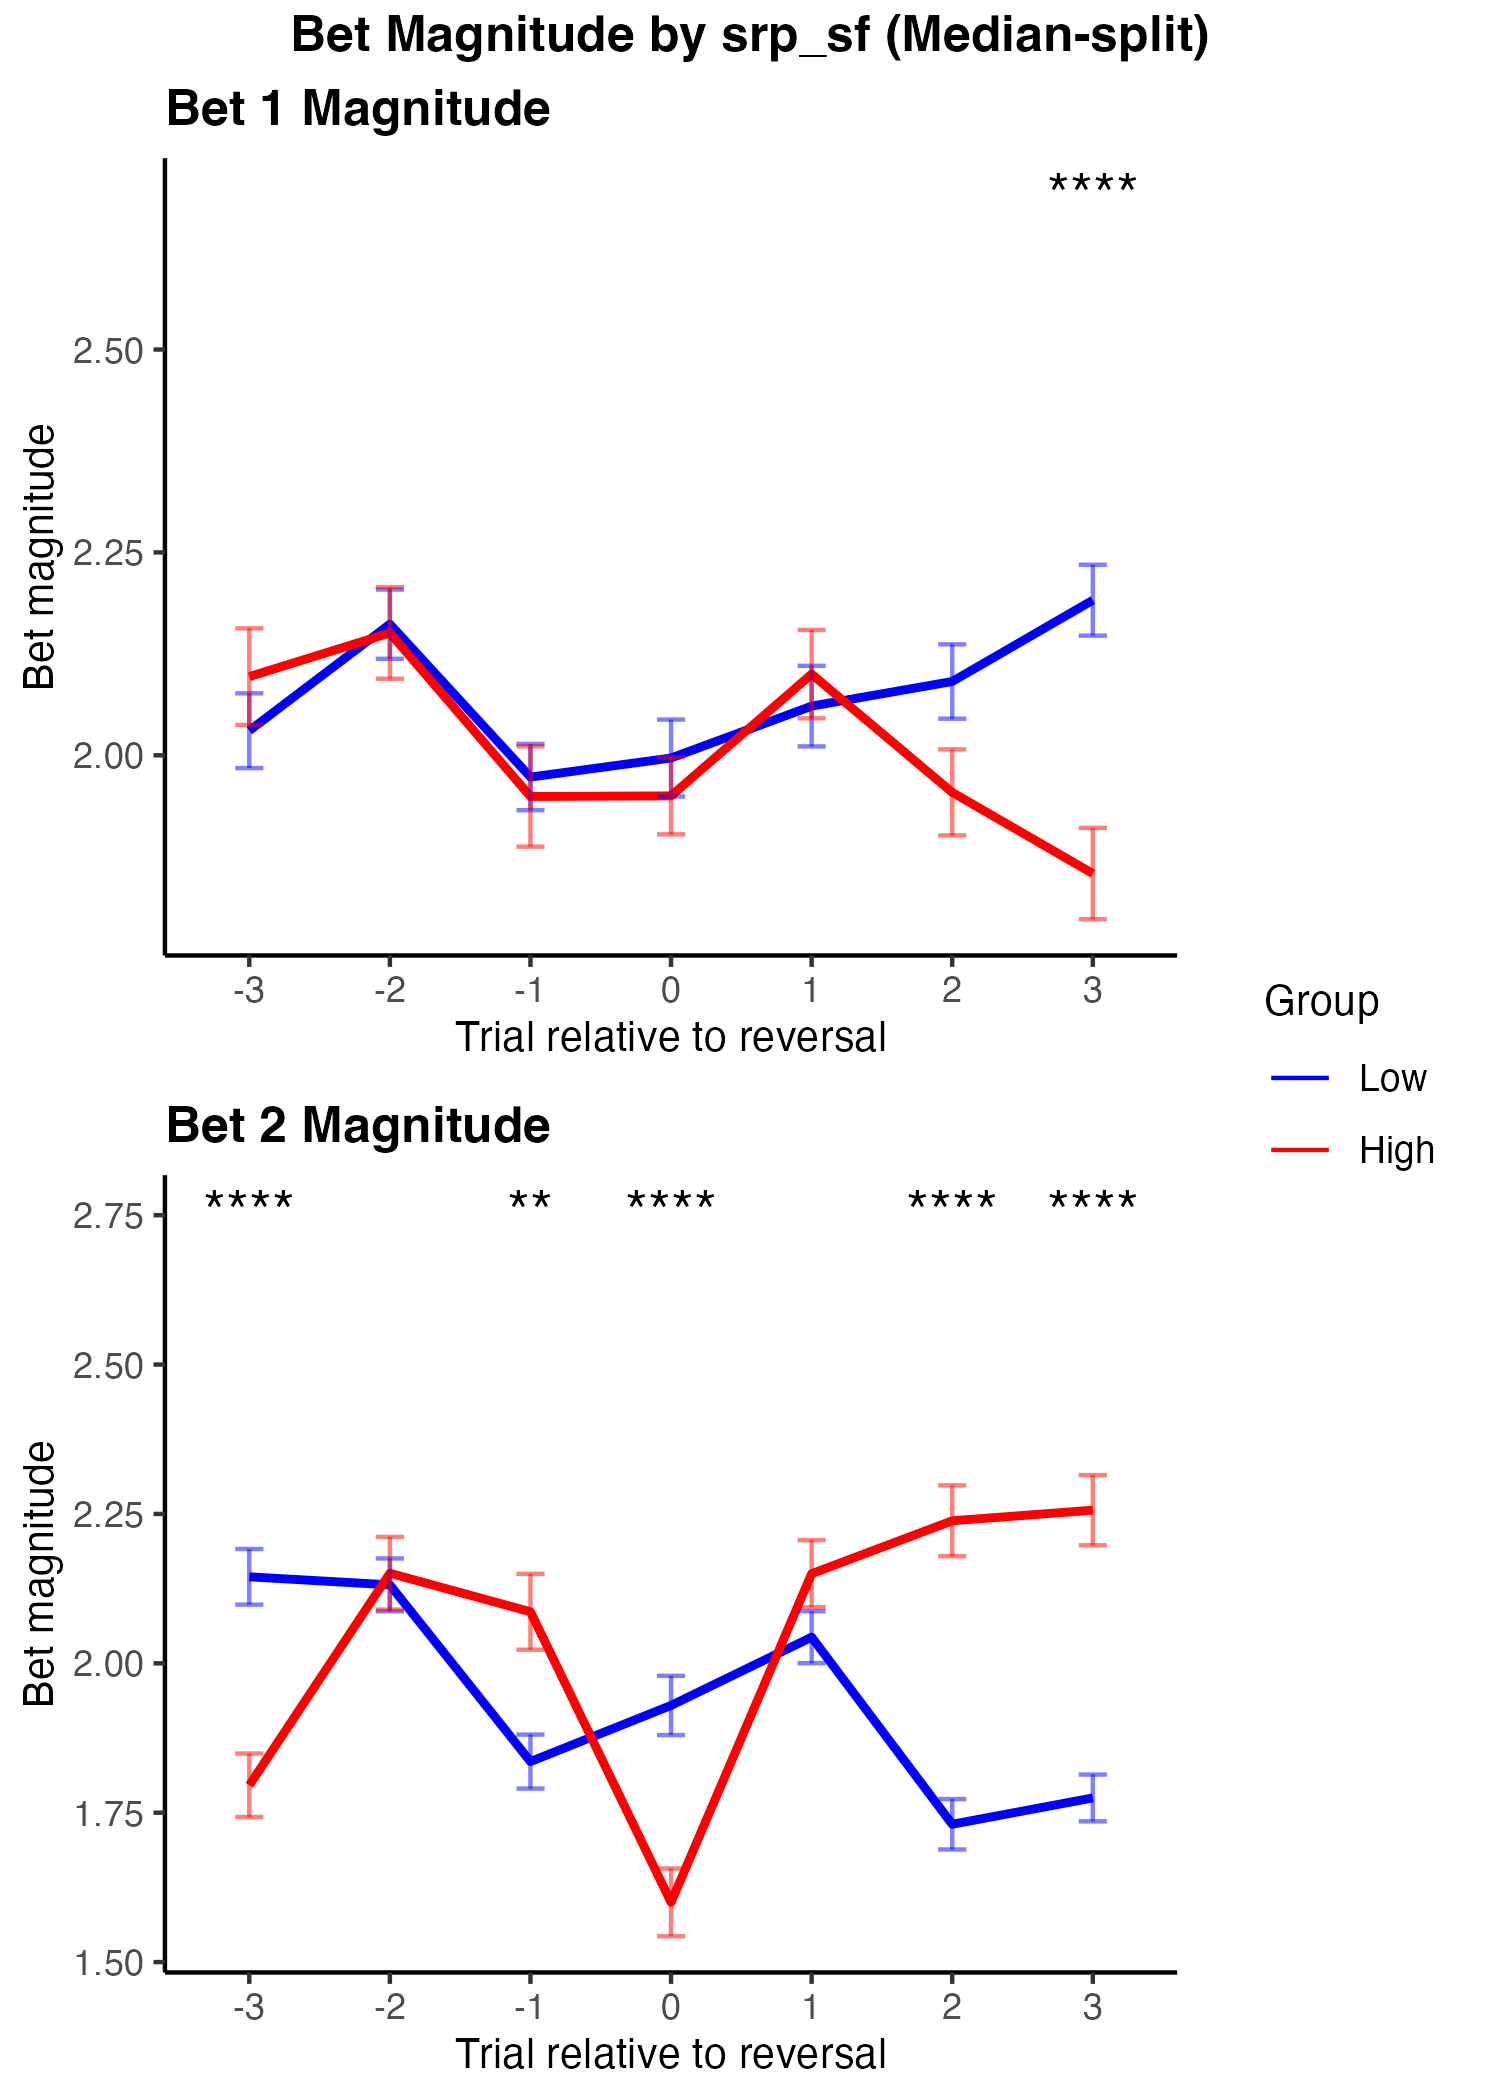 Bet Magnitude by srp_sf (Median-split)
Bet 1 Magnitude
****
2.50
2.25
2.00
Bet magnitude
-3 -2 -1 0 1 2 3
Trial relative to reversal
Group
Low
High
Bet 2 Magnitude
**** ** **** **** ****
2.75
2.50
2.25
2.00
1.75
1.50
Bet magnitude
-3 -2 -1 0 1 2 3
Trial relative to reversal